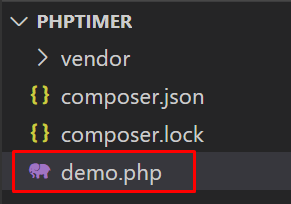 PHPTIMER
vendor
composer.json
composer.lock
demo.php